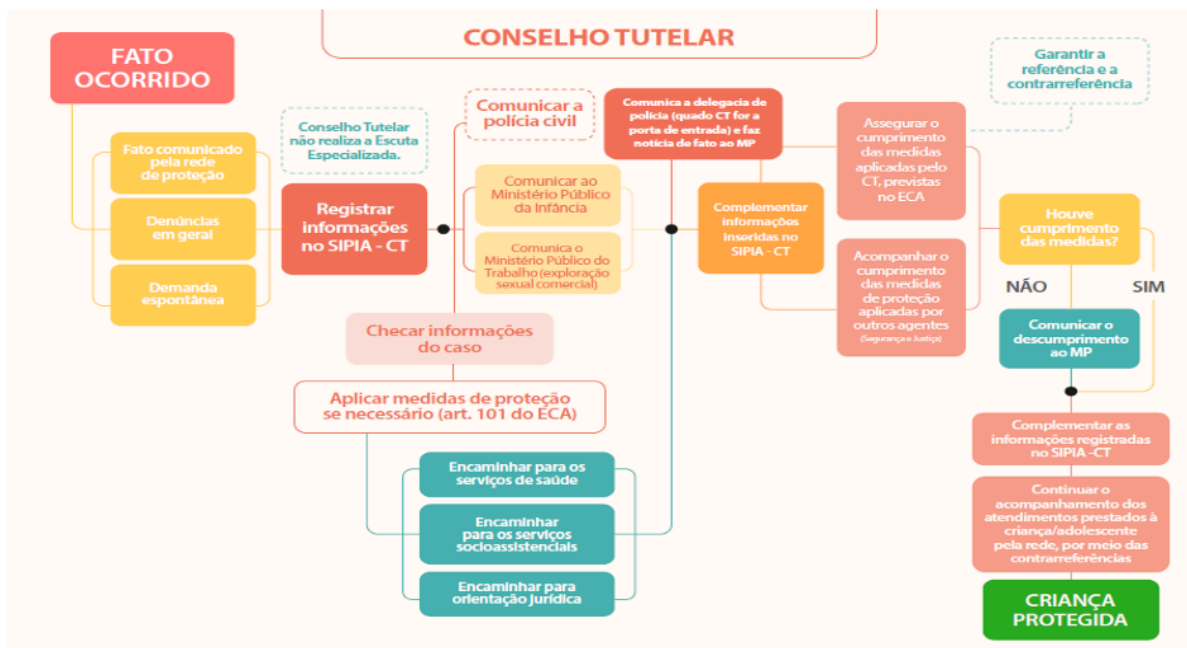 CONSELHO TUTELAR
FATO
OCORRIDO
Fato comunicado
pela rede
de proteção
Denúncias
em geral
Demanda
espontânea
Conselho Tutelar
não realiza a Escuta
Especializada.
Registrar
informações
no SIPIA - CT
Comunicar a
polícia civil
Comunicar ao
Ministério Público
da Infância
Comunica o
Ministério Público do
Trabalho (exploração
sexual comercial)
Checar informações
do caso
Aplicar medidas de proteção
se necessário (art. 101 do ECA)
Encaminhar para os
serviços de saúde
Encaminhar
para os serviços
socioassistenciais
Encaminhar para
orientação jurídica
Comunica a delegacia de
polícia (quado CT for a
porta de entrada) e faz
notícia de fato ao MP
Complementar
informações
inseridas no
SIPIA - CT
Assegurar o
cumprimento
das medidas
aplicadas pelo
CT, previstas
no ECA
Acompanhar o
cumprimento
das medidas
de proteção
aplicadas por
outros agentes
(Segurança e Justiça)
Garantir a
referência e a
contrarreferência
Houve
cumprimento
das medidas?
NÃO
SIM
Comunicar o
descumprimento
ao MP
Complementar as
informações registradas
no SIPIA -CT
Continuar o
acompanhamento dos
atendimentos prestados à
criança/adolescente
pela rede, por meio das
contrarreferências
CRIANÇA
PROTEGIDA